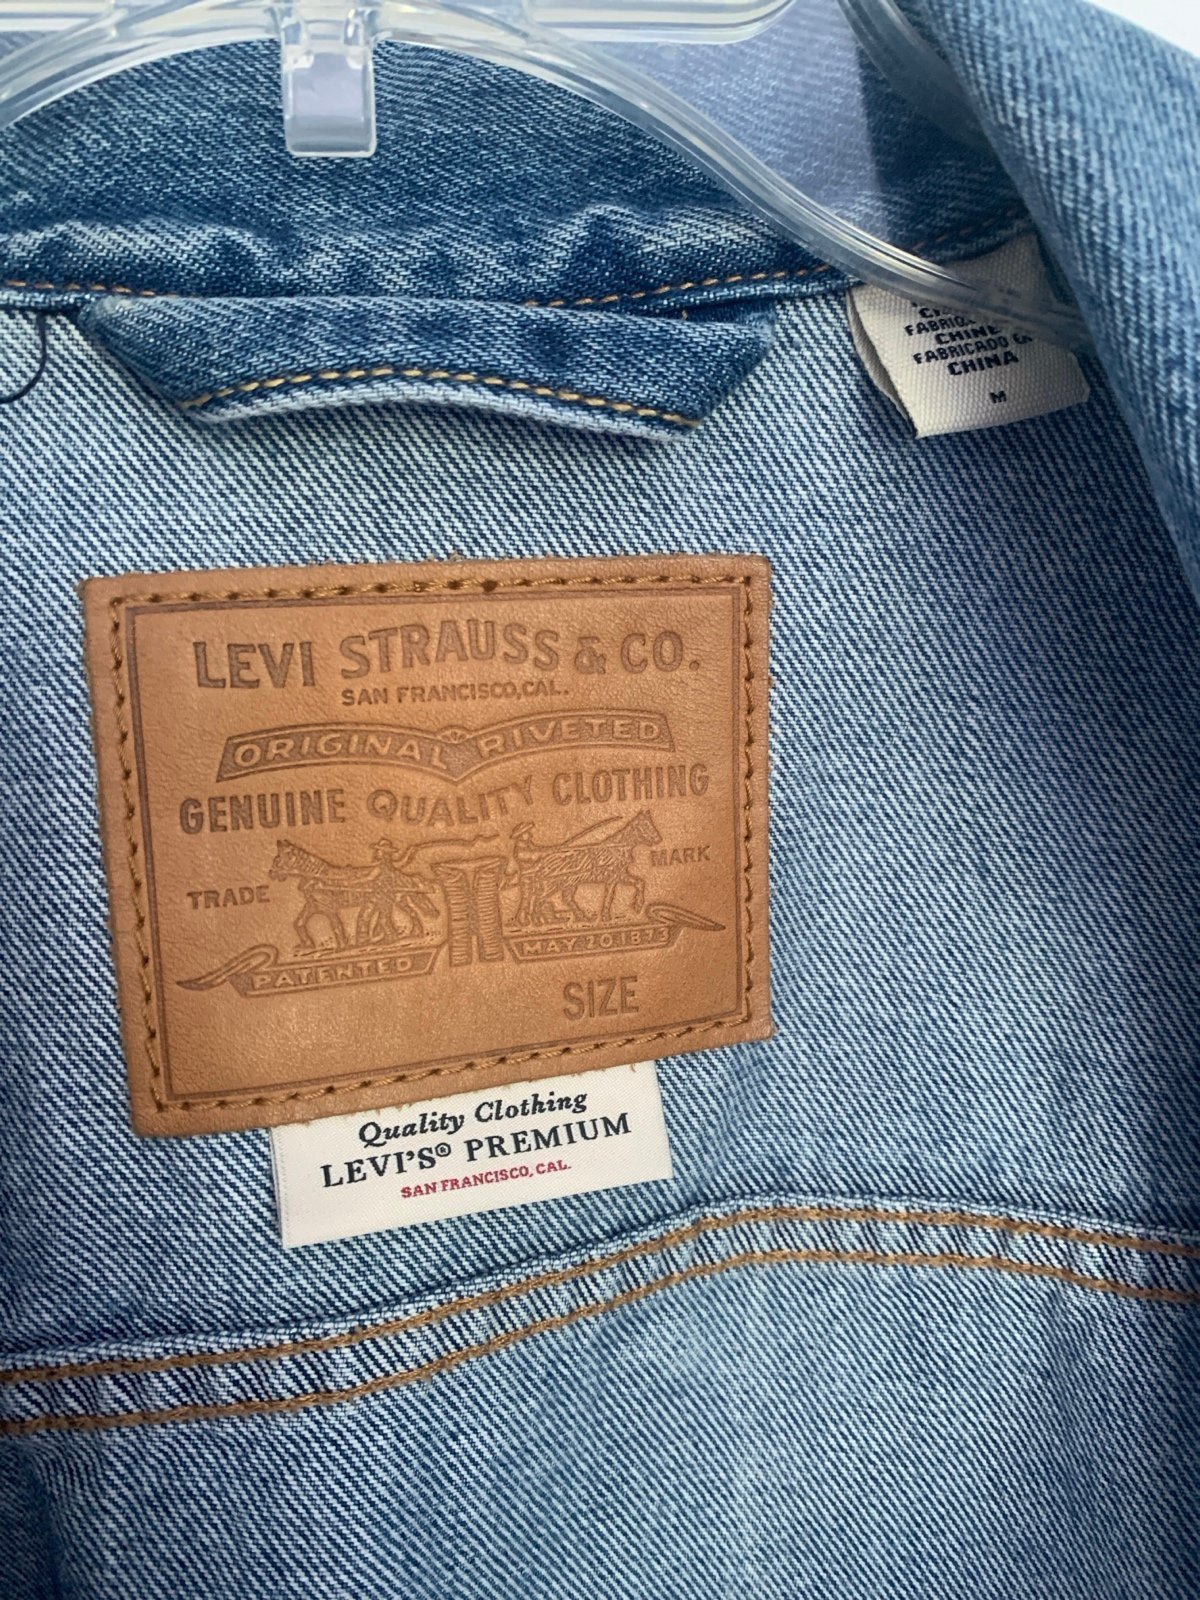 FABRIQ
CHINE
FABRICADO EN
CHINA
M
LEVI STRAUSS & CO.
SAN FRANCISCO, CAL.
ORIGINAL RIVETED
GENUINE QUALITY CLOTHING
TRADE MARK
PATENTED MAY 20 1873
SIZE
Quality Clothing
LEVI'S® PREMIUM
SAN FRANCISCO, CAL.